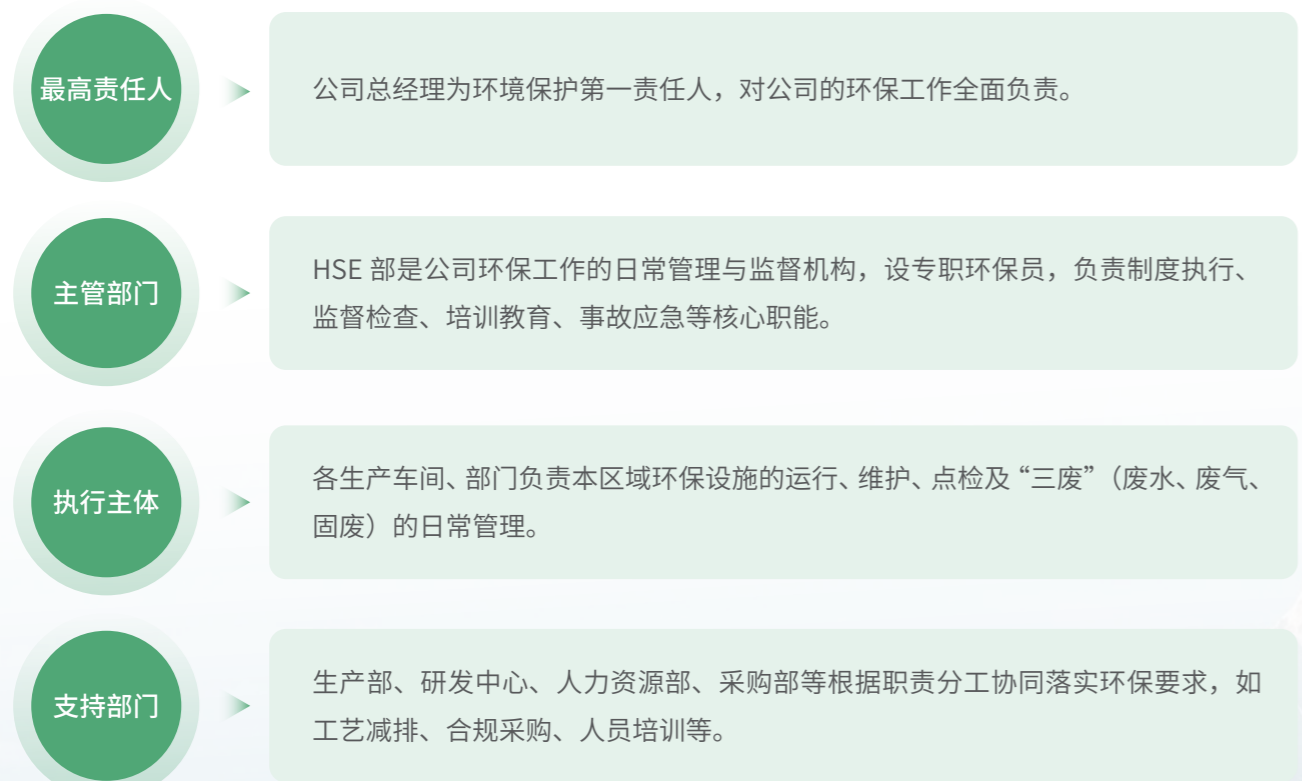 最高责任人
公司总经理为环境保护第一责任人，对公司的环保工作全面负责。
主管部门
HSE 部是公司环保工作的日常管理与监督机构，设专职环保员，负责制度执行、
监督检查、培训教育、事故应急等核心职能。
执行主体
各生产车间、部门负责本区域环保设施的运行、维护、点检及“三废”（废水、废气、
固废）的日常管理。
支持部门
生产部、研发中心、人力资源部、采购部等根据职责分工协同落实环保要求，如
工艺减排、合规采购、人员培训等。